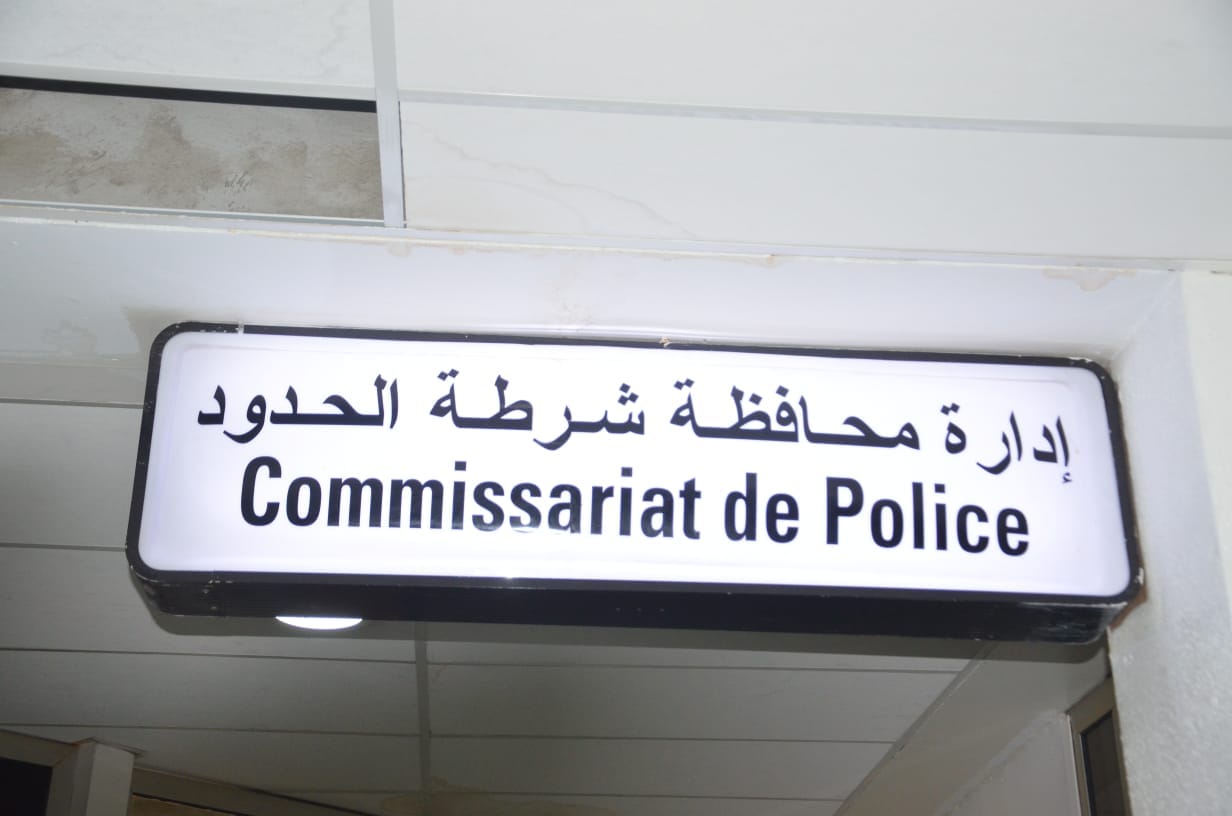 إدارة محافظة شرطة الحدود
Commissariat de Police